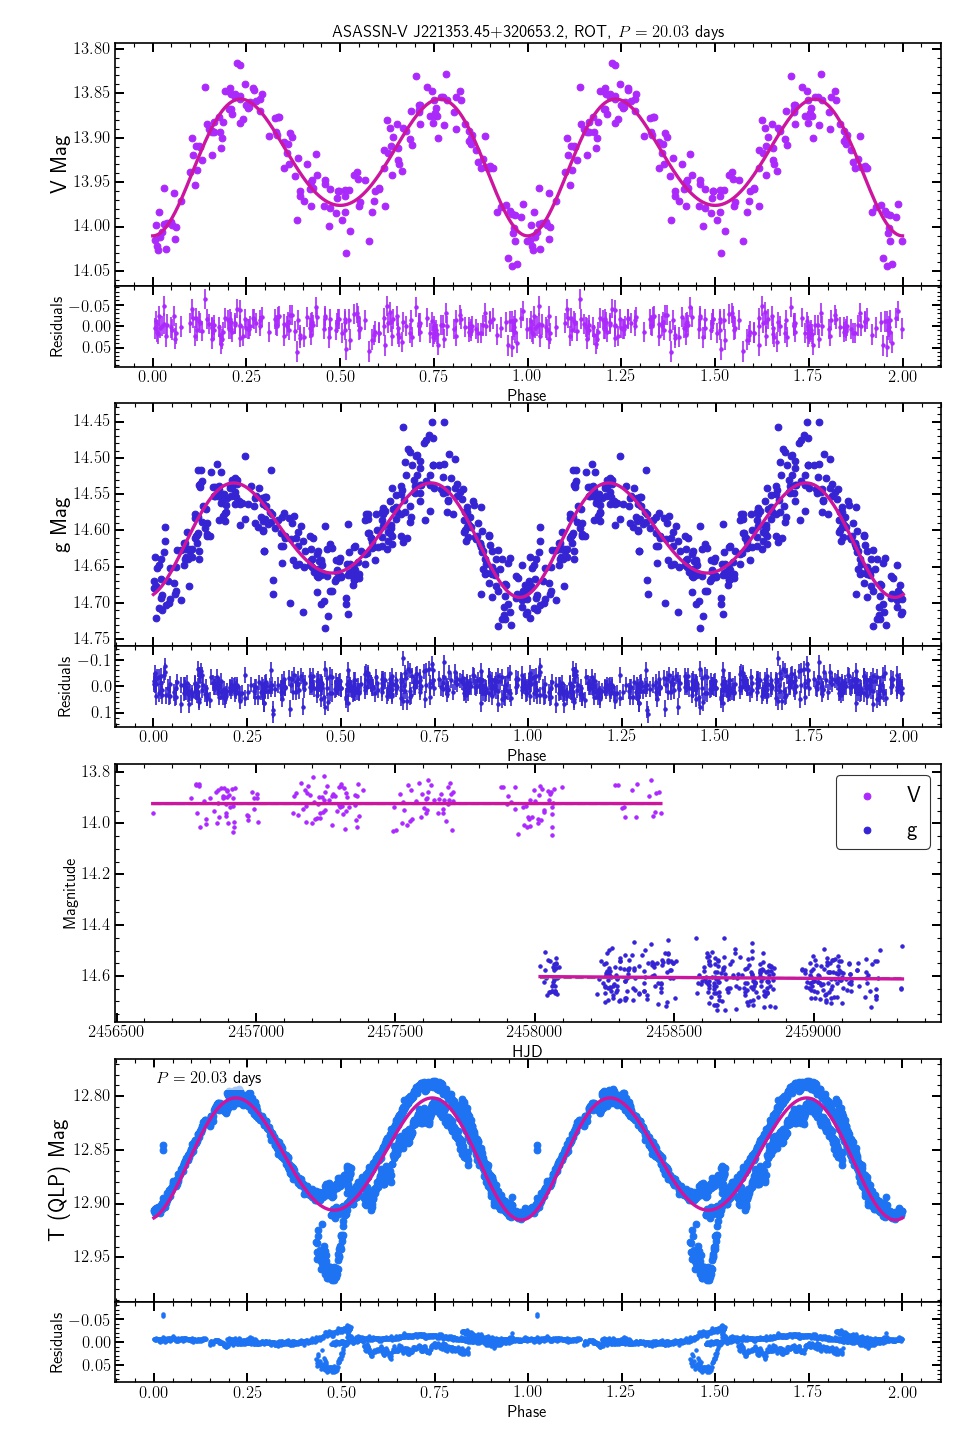 ASASSN-V J221353.45+320653.2, ROT, P = 20.03 days
13.80
13.85
13.90
13.95
14.00
14.05
V Mag
−0.05
0.00
0.05
Residuals
0.00 0.25 0.50 0.75 1.00 1.25 1.50 1.75 2.00
Phase
14.45
14.50
14.55
14.60
14.65
14.70
14.75
g Mag
−0.1
0.0
0.1
Residuals
0.00 0.25 0.50 0.75 1.00 1.25 1.50 1.75 2.00
Phase
13.8
14.0
14.2
14.4
14.6
Magnitude
V
g
2456500 2457000 2457500 2458000 2458500 2459000
HJD
P = 20.03 days
12.80
12.85
12.90
12.95
T (QLP) Mag
−0.05
0.00
0.05
Residuals
0.00 0.25 0.50 0.75 1.00 1.25 1.50 1.75 2.00
Phase